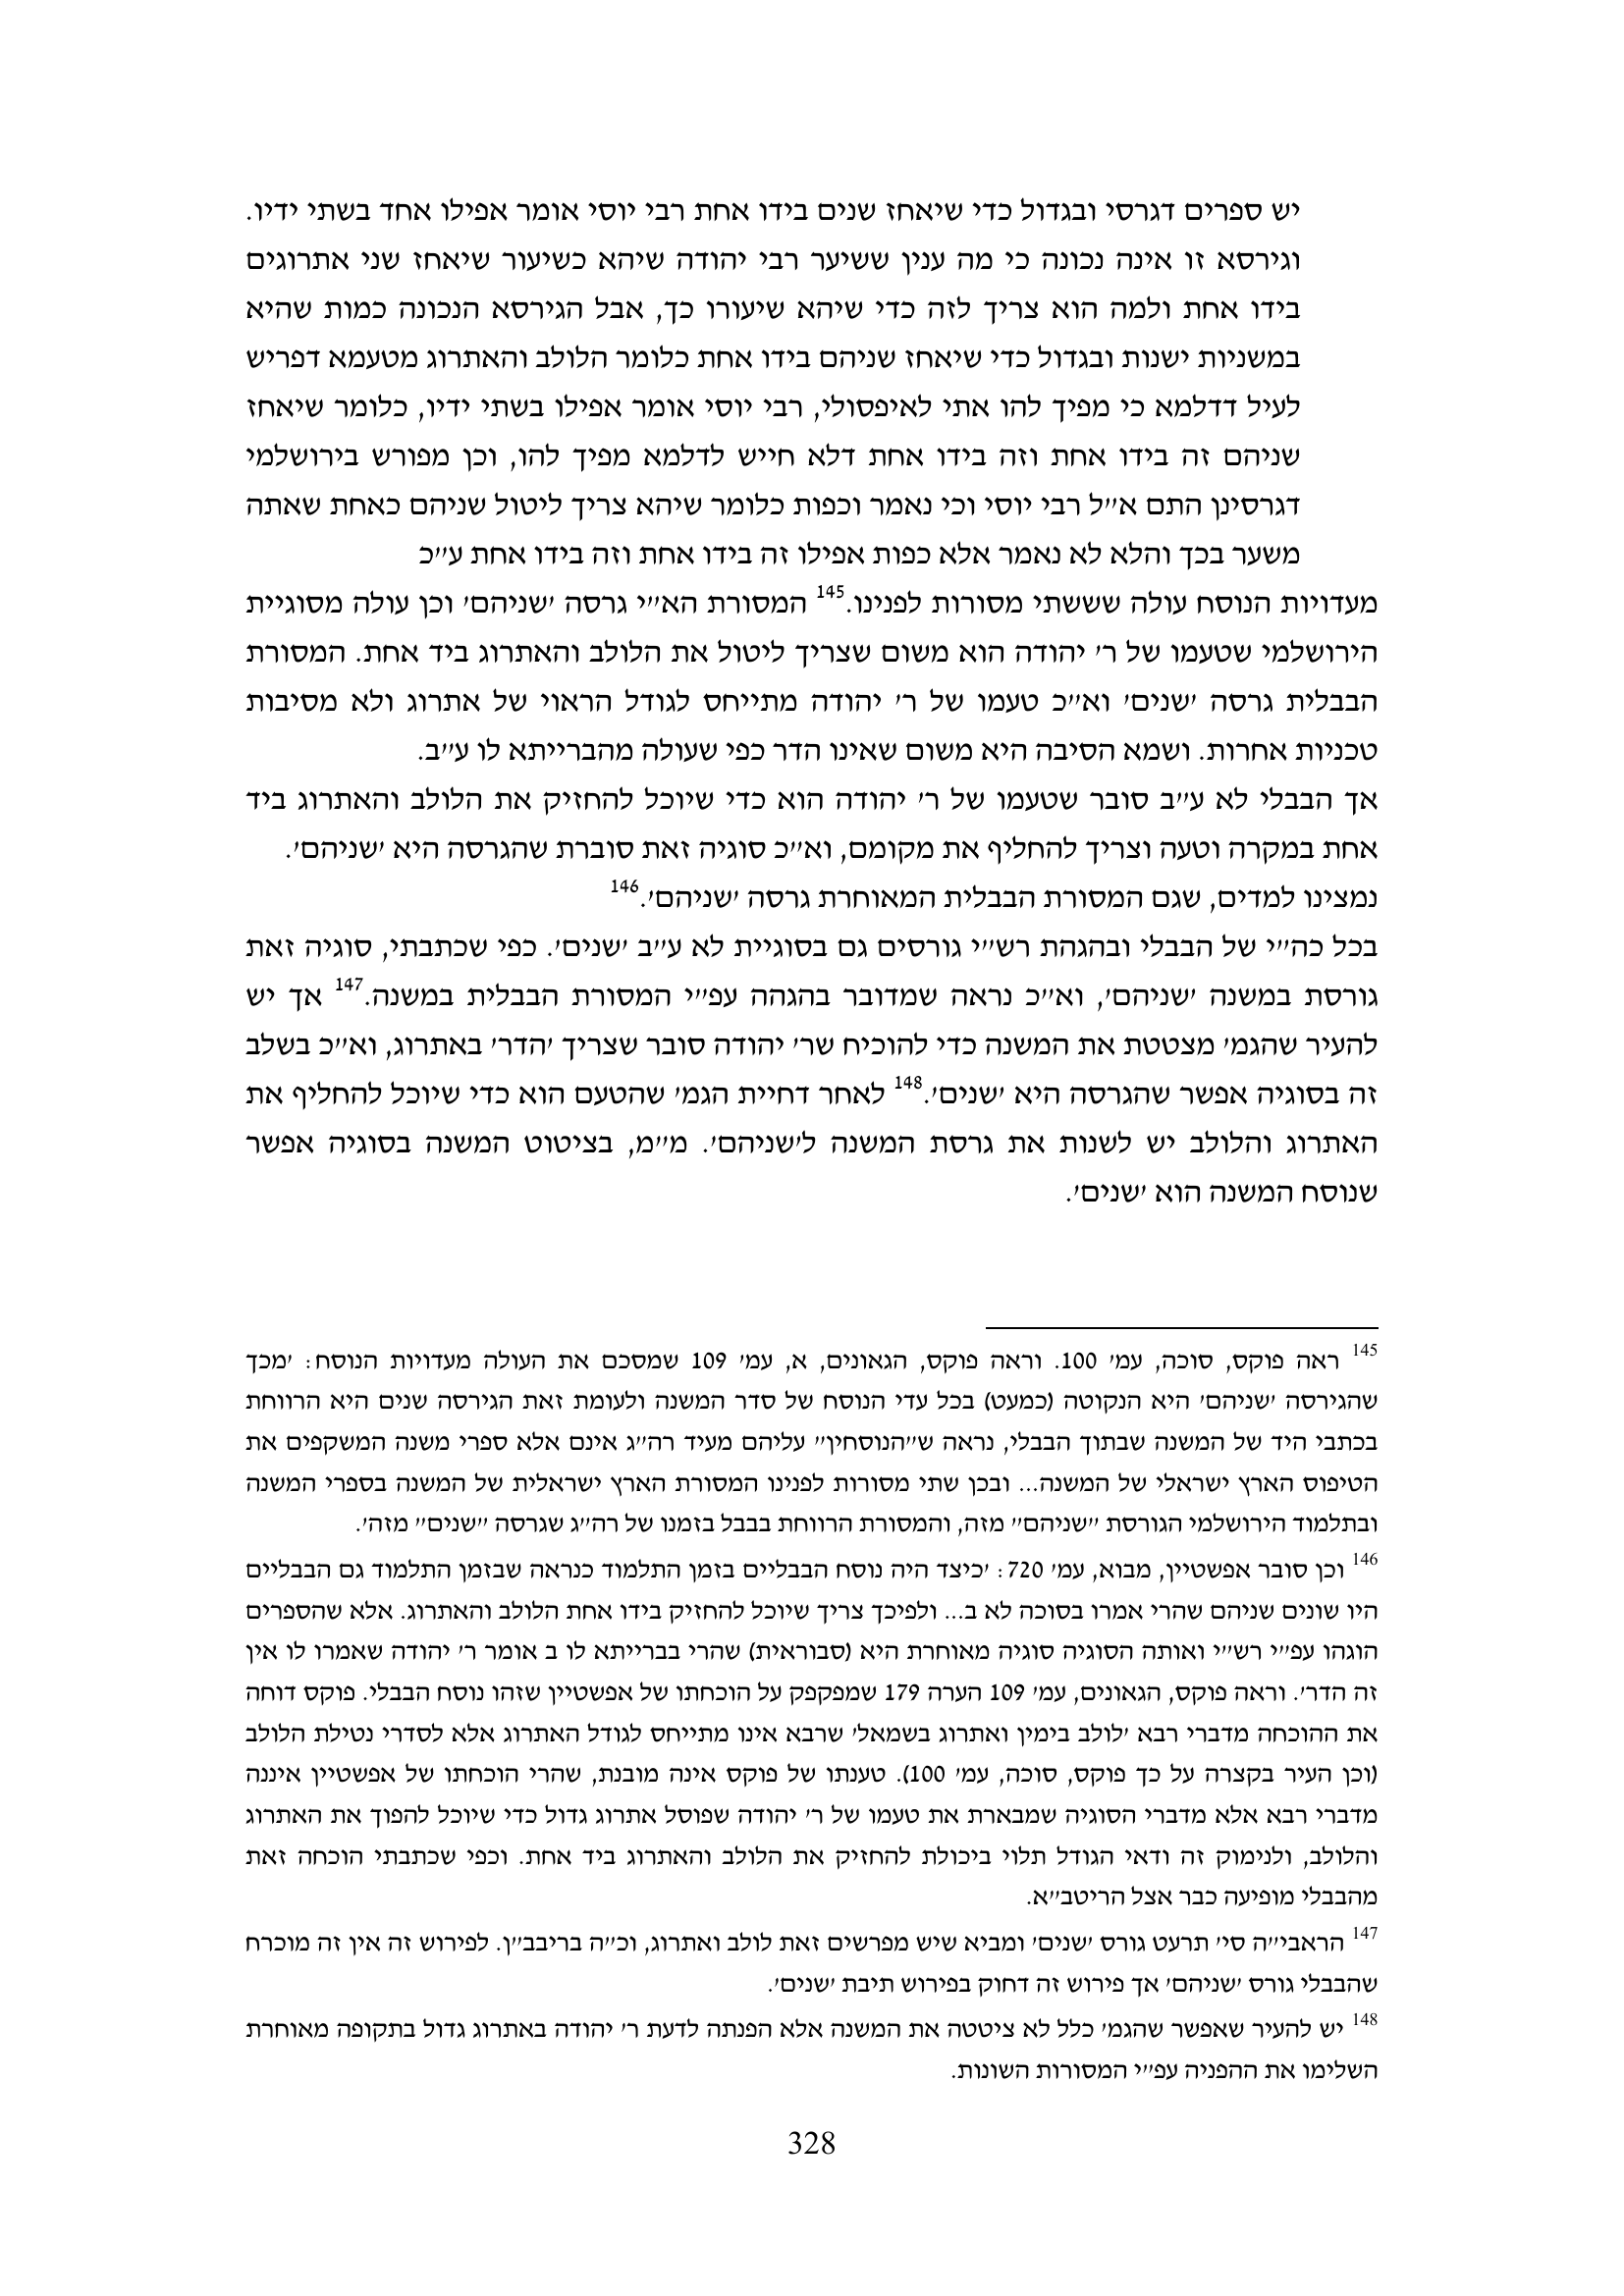 יש ספרים דגרסי ובגדול כדי שיאחז שנים בידו אחת רבי יוסי אומר אפילו אחד בשתי ידיו.
וגירסא זו אינה נכונה כי מה ענין ששיער רבי יהודה שיהא כשיעור שיאחז שני אתרוגים
בידו אחת ולמה הוא צריך לזה כדי שיהא שיעורו כך, אבל הגירסא הנכונה כמות שהיא
במשניות ישנות ובגדול כדי שיאחז שניהם בידו אחת כלומר הלולב והאתרוג מטעמא דפריש
לעיל דדלמא כי מפיך להו אתי לאיפסולי, רבי יוסי אומר אפילו בשתי ידיו, כלומר שיאחז
שניהם זה בידו אחת וזה בידו אחת דלא חייש לדלמא מפיך להו, וכן מפורש בירושלמי
דגרסינן התם א״ל רבי יוסי וכי נאמר וכפות כלומר שיהא צריך ליטול שניהם כאחת שאתה
משער בכך והלא לא נאמר אלא כפות אפילו זה בידו אחת וזה בידו אחת ע״כ
מעדויות הנוסח עולה שששתי מסורות לפנינו.145 המסורת הא״י גרסה ׳שניהם׳ וכן עולה מסוגיית
הירושלמי שטעמו של ר׳ יהודה הוא משום שצריך ליטול את הלולב והאתרוג ביד אחת. המסורת
הבבלית גרסה ׳שנים׳ וא״כ טעמו של ר׳ יהודה מתייחס לגודל הראוי של אתרוג ולא מסיבות
טכניות אחרות. ושמא הסיבה היא משום שאינו הדר כפי שעולה מהברייתא לו ע״ב.
אך הבבלי לא ע״ב סובר שטעמו של ר׳ יהודה הוא כדי שיוכל להחזיק את הלולב והאתרוג ביד
אחת במקרה וטעה וצריך להחליף את מקומם, וא״כ סוגיה זאת סוברת שהגרסה היא ׳שניהם׳.
נמצינו למדים, שגם המסורת הבבלית המאוחרת גרסה ׳שניהם׳.146
בכל כה״י של הבבלי ובהגהת רש״י גורסים גם בסוגיית לא ע״ב ׳שנים׳. כפי שכתבתי, סוגיה זאת
גורסת במשנה ׳שניהם׳, וא״כ נראה שמדובר בהגהה עפ״י המסורת הבבלית במשנה.147 אך יש
להעיר שהגמ׳ מצטטת את המשנה כדי להוכיח שר׳ יהודה סובר שצריך ׳הדר׳ באתרוג, וא״כ בשלב
זה בסוגיה אפשר שהגרסה היא ׳שנים׳.148 לאחר דחיית הגמ׳ שהטעם הוא כדי שיוכל להחליף את
האתרוג והלולב יש לשנות את גרסת המשנה ל׳שניהם׳. מ״מ, בציטוט המשנה בסוגיה אפשר
שנוסח המשנה הוא ׳שנים׳.
145 ראה פוקס, סוכה, עמ׳ 100. וראה פוקס, הגאונים, א, עמ׳ 109 שמסכם את העולה מעדויות הנוסח: ׳מכך
שהגירסה ׳שניהם׳ היא הנקוטה (כמעט) בכל עדי הנוסח של סדר המשנה ולעומת זאת הגירסה שנים היא הרווחת
בכתבי היד של המשנה שבתוך הבבלי, נראה ש״הנוסחין״ עליהם מעיד רה״ג אינם אלא ספרי משנה המשקפים את
הטיפוס הארץ ישראלי של המשנה... ובכן שתי מסורות לפנינו המסורת הארץ ישראלית של המשנה בספרי המשנה
ובתלמוד הירושלמי הגורסת ״שניהם״ מזה, והמסורת הרווחת בבבל בזמנו של רה״ג שגרסה ״שנים״ מזה׳.
146 וכן סובר אפשטיין, מבוא, עמ׳ 720: ׳כיצד היה נוסח הבבליים בזמן התלמוד כנראה שבזמן התלמוד גם הבבליים
היו שונים שניהם שהרי אמרו בסוכה לא ב... ולפיכך צריך שיוכל להחזיק בידו אחת הלולב והאתרוג. אלא שהספרים
הוגהו עפ״י רש״י ואותה הסוגיה סוגיה מאוחרת היא (סבוראית) שהרי בברייתא לו ב אומר ר׳ יהודה שאמרו לו אין
זה הדר׳. וראה פוקס, הגאונים, עמ׳ 109 הערה 179 שמפקפק על הוכחתו של אפשטיין שזהו נוסח הבבלי. פוקס דוחה
את ההוכחה מדברי רבא ׳לולב בימין ואתרוג בשמאל׳ שרבא אינו מתייחס לגודל האתרוג אלא לסדרי נטילת הלולב
(וכן העיר בקצרה על כך פוקס, סוכה, עמ׳ 100). טענתו של פוקס אינה מובנת, שהרי הוכחתו של אפשטיין איננה
מדברי רבא אלא מדברי הסוגיה שמבארת את טעמו של ר׳ יהודה שפוסל אתרוג גדול כדי שיוכל להפוך את האתרוג
והלולב, ולנימוק זה ודאי הגודל תלוי ביכולת להחזיק את הלולב והאתרוג ביד אחת. וכפי שכתבתי הוכחה זאת
מהבבלי מופיעה כבר אצל הריטב״א.
147 הראבי״ה סי׳ תרעט גורס ׳שנים׳ ומביא שיש מפרשים זאת לולב ואתרוג, וכ״ה בריבב״ן. לפירוש זה אין זה מוכרח
שהבבלי גורס ׳שניהם׳ אך פירוש זה דחוק בפירוש תיבת ׳שנים׳.
148 יש להעיר שאפשר שהגמ׳ כלל לא ציטטה את המשנה אלא הפנתה לדעת ר׳ יהודה באתרוג גדול בתקופה מאוחרת
השלימו את ההפניה עפ״י המסורות השונות.
328